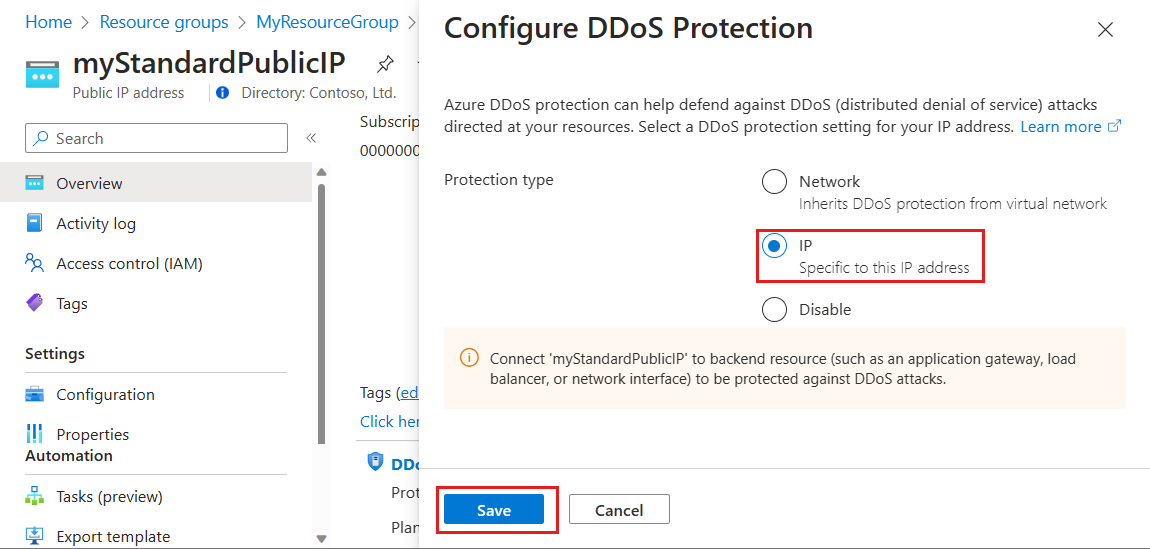 Home > Resource groups > MyResourceGroup >
myStandardPublicIP
Public IP address
Directory: Contoso, Ltd.
Search
«
Overview
Activity log
Access control (IAM)
Tags
Settings
Configuration
Properties
Automation
Tasks (preview)
Export template
Subscrip
0000000
Tags (ed
Click her
DDo
Prot
Plan
Configure DDoS Protection
Azure DDoS protection can help defend against DDoS (distributed denial of service) attacks
directed at your resources. Select a DDoS protection setting for your IP address. Learn more
Protection type
Network
Inherits DDoS protection from virtual network
IP
Specific to this IP address
Disable
Connect 'myStandardPublicIP' to backend resource (such as an application gateway, load
balancer, or network interface) to be protected against DDoS attacks.
Save
Cancel